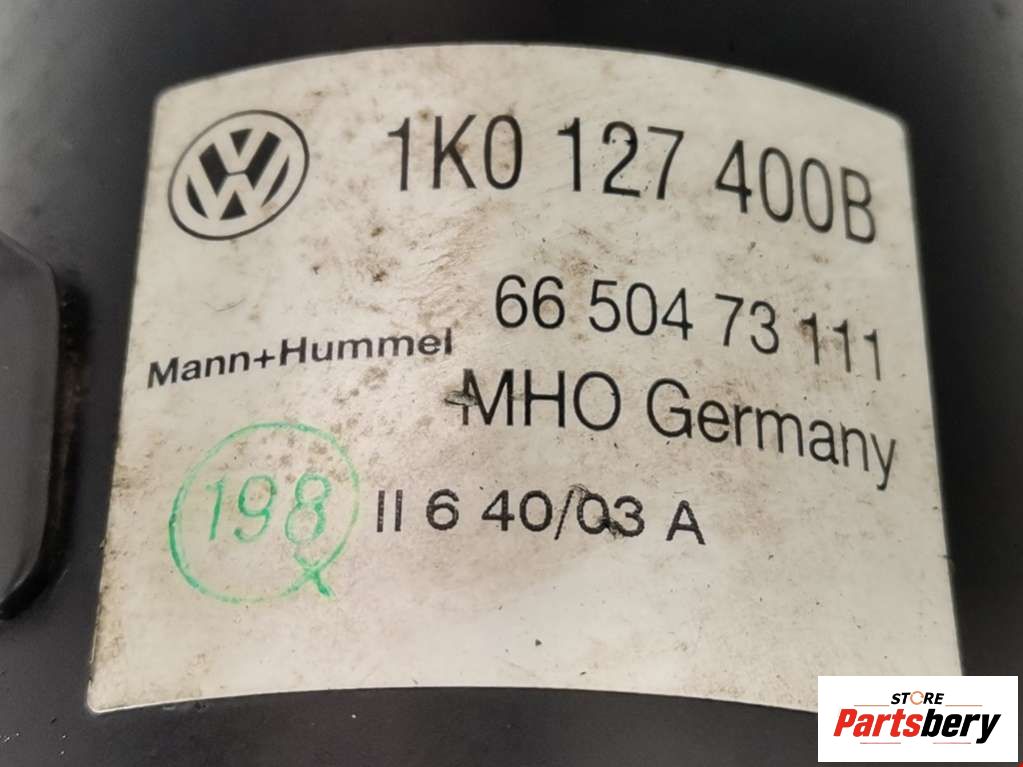 1K0 127 400B
66 504 73 111
Mann+Hummel
MHO Germany
198
II 6 40/03 A
STORE
Partsbery